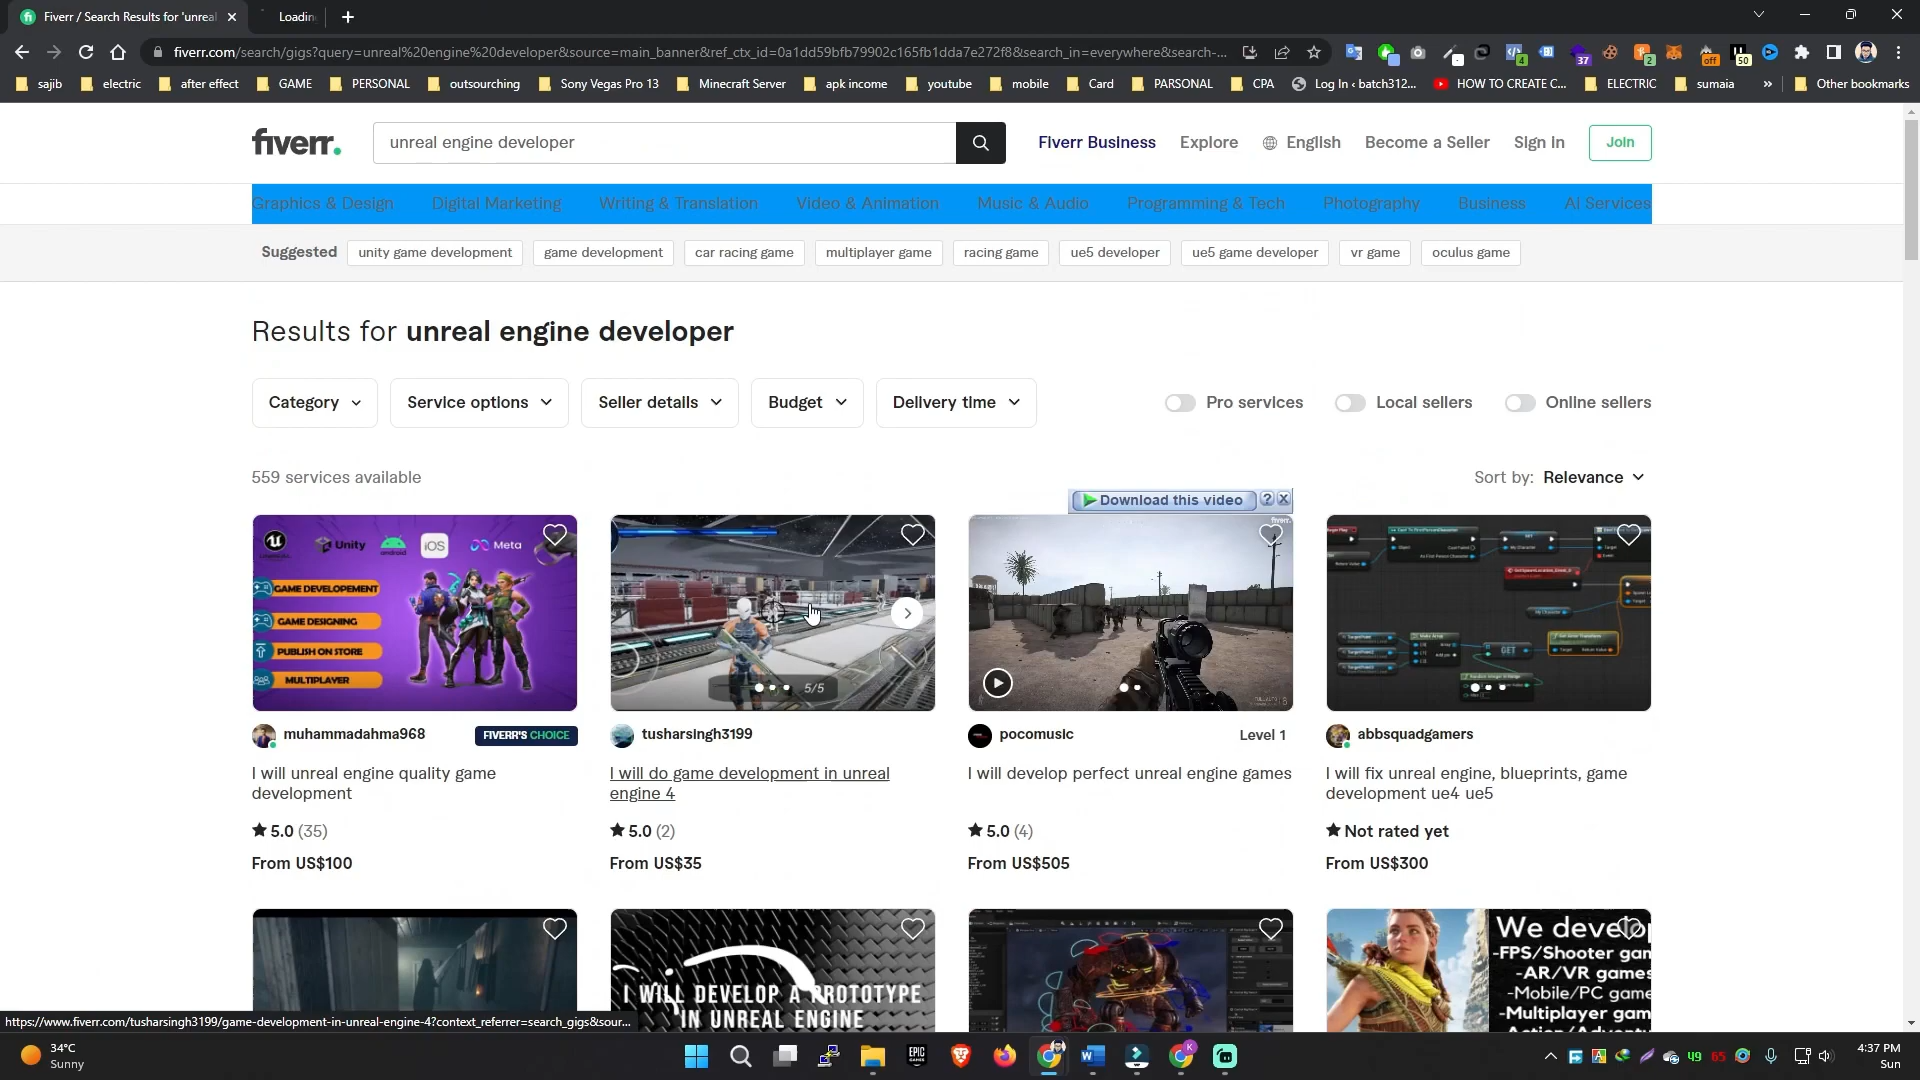 Fiverr / Search Results for 'unreal
Loading
fiverr.com/search/gigs?query=unreal%20engine%20developer&source=main_banner&ref_ctx_id=0a1dd59bfb79902c165fb1dda7e272f8&search_in=everywhere&search-...
4
37
2
off
50
sajib
electric
after effect
GAME
PERSONAL
outsourching
Sony Vegas Pro 13
Minecraft Server
apk income
youtube
mobile
Card
PARSONAL
CPA
Log In ‹ batch312...
HOW TO CREATE C...
ELECTRIC
sumaia
»
Other bookmarks
fiverr.
unreal engine developer
Fiverr Business
Explore
English
Become a Seller
Sign in
Join
Graphics & Design
Digital Marketing
Writing & Translation
Video & Animation
Music & Audio
Programming & Tech
Photography
Business
AI Services
Suggested
unity game development
game development
car racing game
multiplayer game
racing game
ue5 developer
ue5 game developer
vr game
oculus game
Results for unreal engine developer
Category
Service options
Seller details
Budget
Delivery time
Pro services
Local sellers
Online sellers
559 services available
Sort by: Relevance
Download this video
Unity
android
iOS
Meta
GAME DEVELOPEMENT
GAME DESIGNING
PUBLISH ON STORE
MULTIPLAYER
5/5
fiverr.
GET
muhammadahma968
FIVERR'S CHOICE
I will unreal engine quality game
development
5.0 (35)
From US$100
tusharsingh3199
I will do game development in unreal
engine 4
5.0 (2)
From US$35
pocomusic
Level 1
I will develop perfect unreal engine games
5.0 (4)
From US$505
abbsquadgamers
I will fix unreal engine, blueprints, game
development ue4 ue5
Not rated yet
From US$300
I WILL DEVELOP A PROTOTYPE
IN UNREAL ENGINE
We develop
-FPS/Shooter gam
-AR/VR games
-Mobile/PC game
-Multiplayer gam
https://www.fiverr.com/tusharsingh3199/game-development-in-unreal-engine-4?context_referrer=search_gigs&sour...
34°C
Sunny
EPIC
65
4:37 PM
Sun